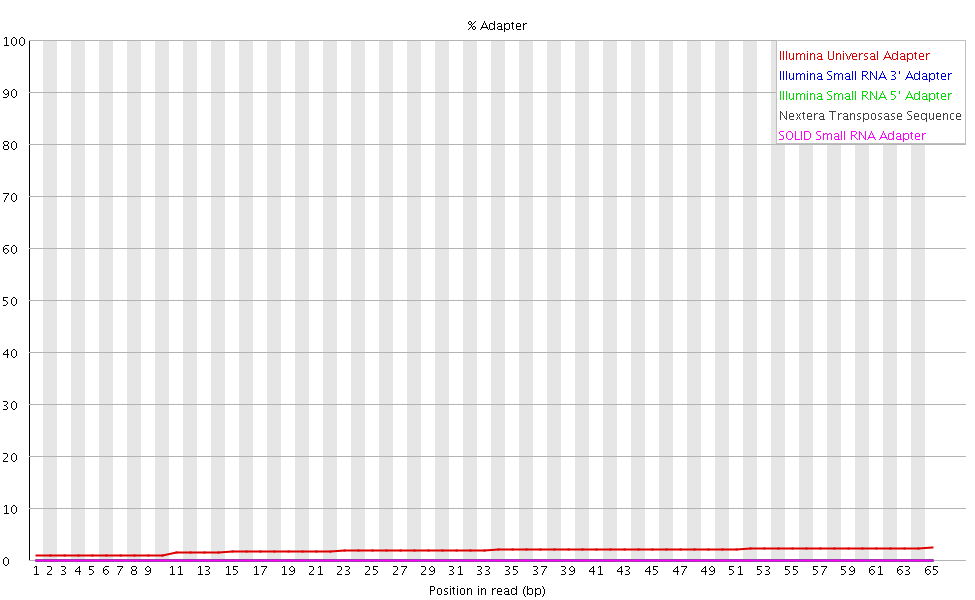 % Adapter
100
90
80
70
60
50
40
30
20
10
0
Illumina Universal Adapter
Illumina Small RNA 3' Adapter
Illumina Small RNA 5' Adapter
Nextera Transposase Sequence
SOLID Small RNA Adapter
1 2 3 4 5 6 7 8 9 11 13 15 17 19 21 23 25 27 29 31 33 35 37 39 41 43 45 47 49 51 53 55 57 59 61 63 65
Position in read (bp)